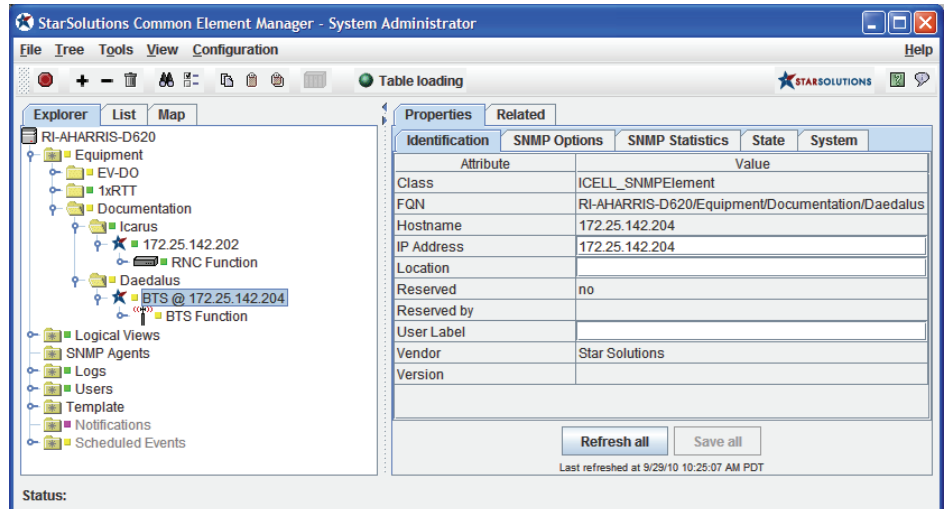 StarSolutions Common Element Manager - System Administrator
File Tree Tools View Configuration Help
Table loading STARSOLUTIONS
Explorer List Map
RI-AHARRIS-D620
Equipment
EV-DO
1xRTT
Documentation
Icarus
172.25.142.202
RNC Function
Daedalus
BTS @ 172.25.142.204
BTS Function
Logical Views
SNMP Agents
Logs
Users
Template
Notifications
Scheduled Events
Properties Related
Identification SNMP Options SNMP Statistics State System
Attribute Value
Class ICELL_SNMPElement
FQN RI-AHARRIS-D620/Equipment/Documentation/Daedalus
Hostname 172.25.142.204
IP Address 172.25.142.204
Location
Reserved no
Reserved by
User Label
Vendor Star Solutions
Version
Refresh all Save all
Last refreshed at 9/29/10 10:25:07 AM PDT
Status: